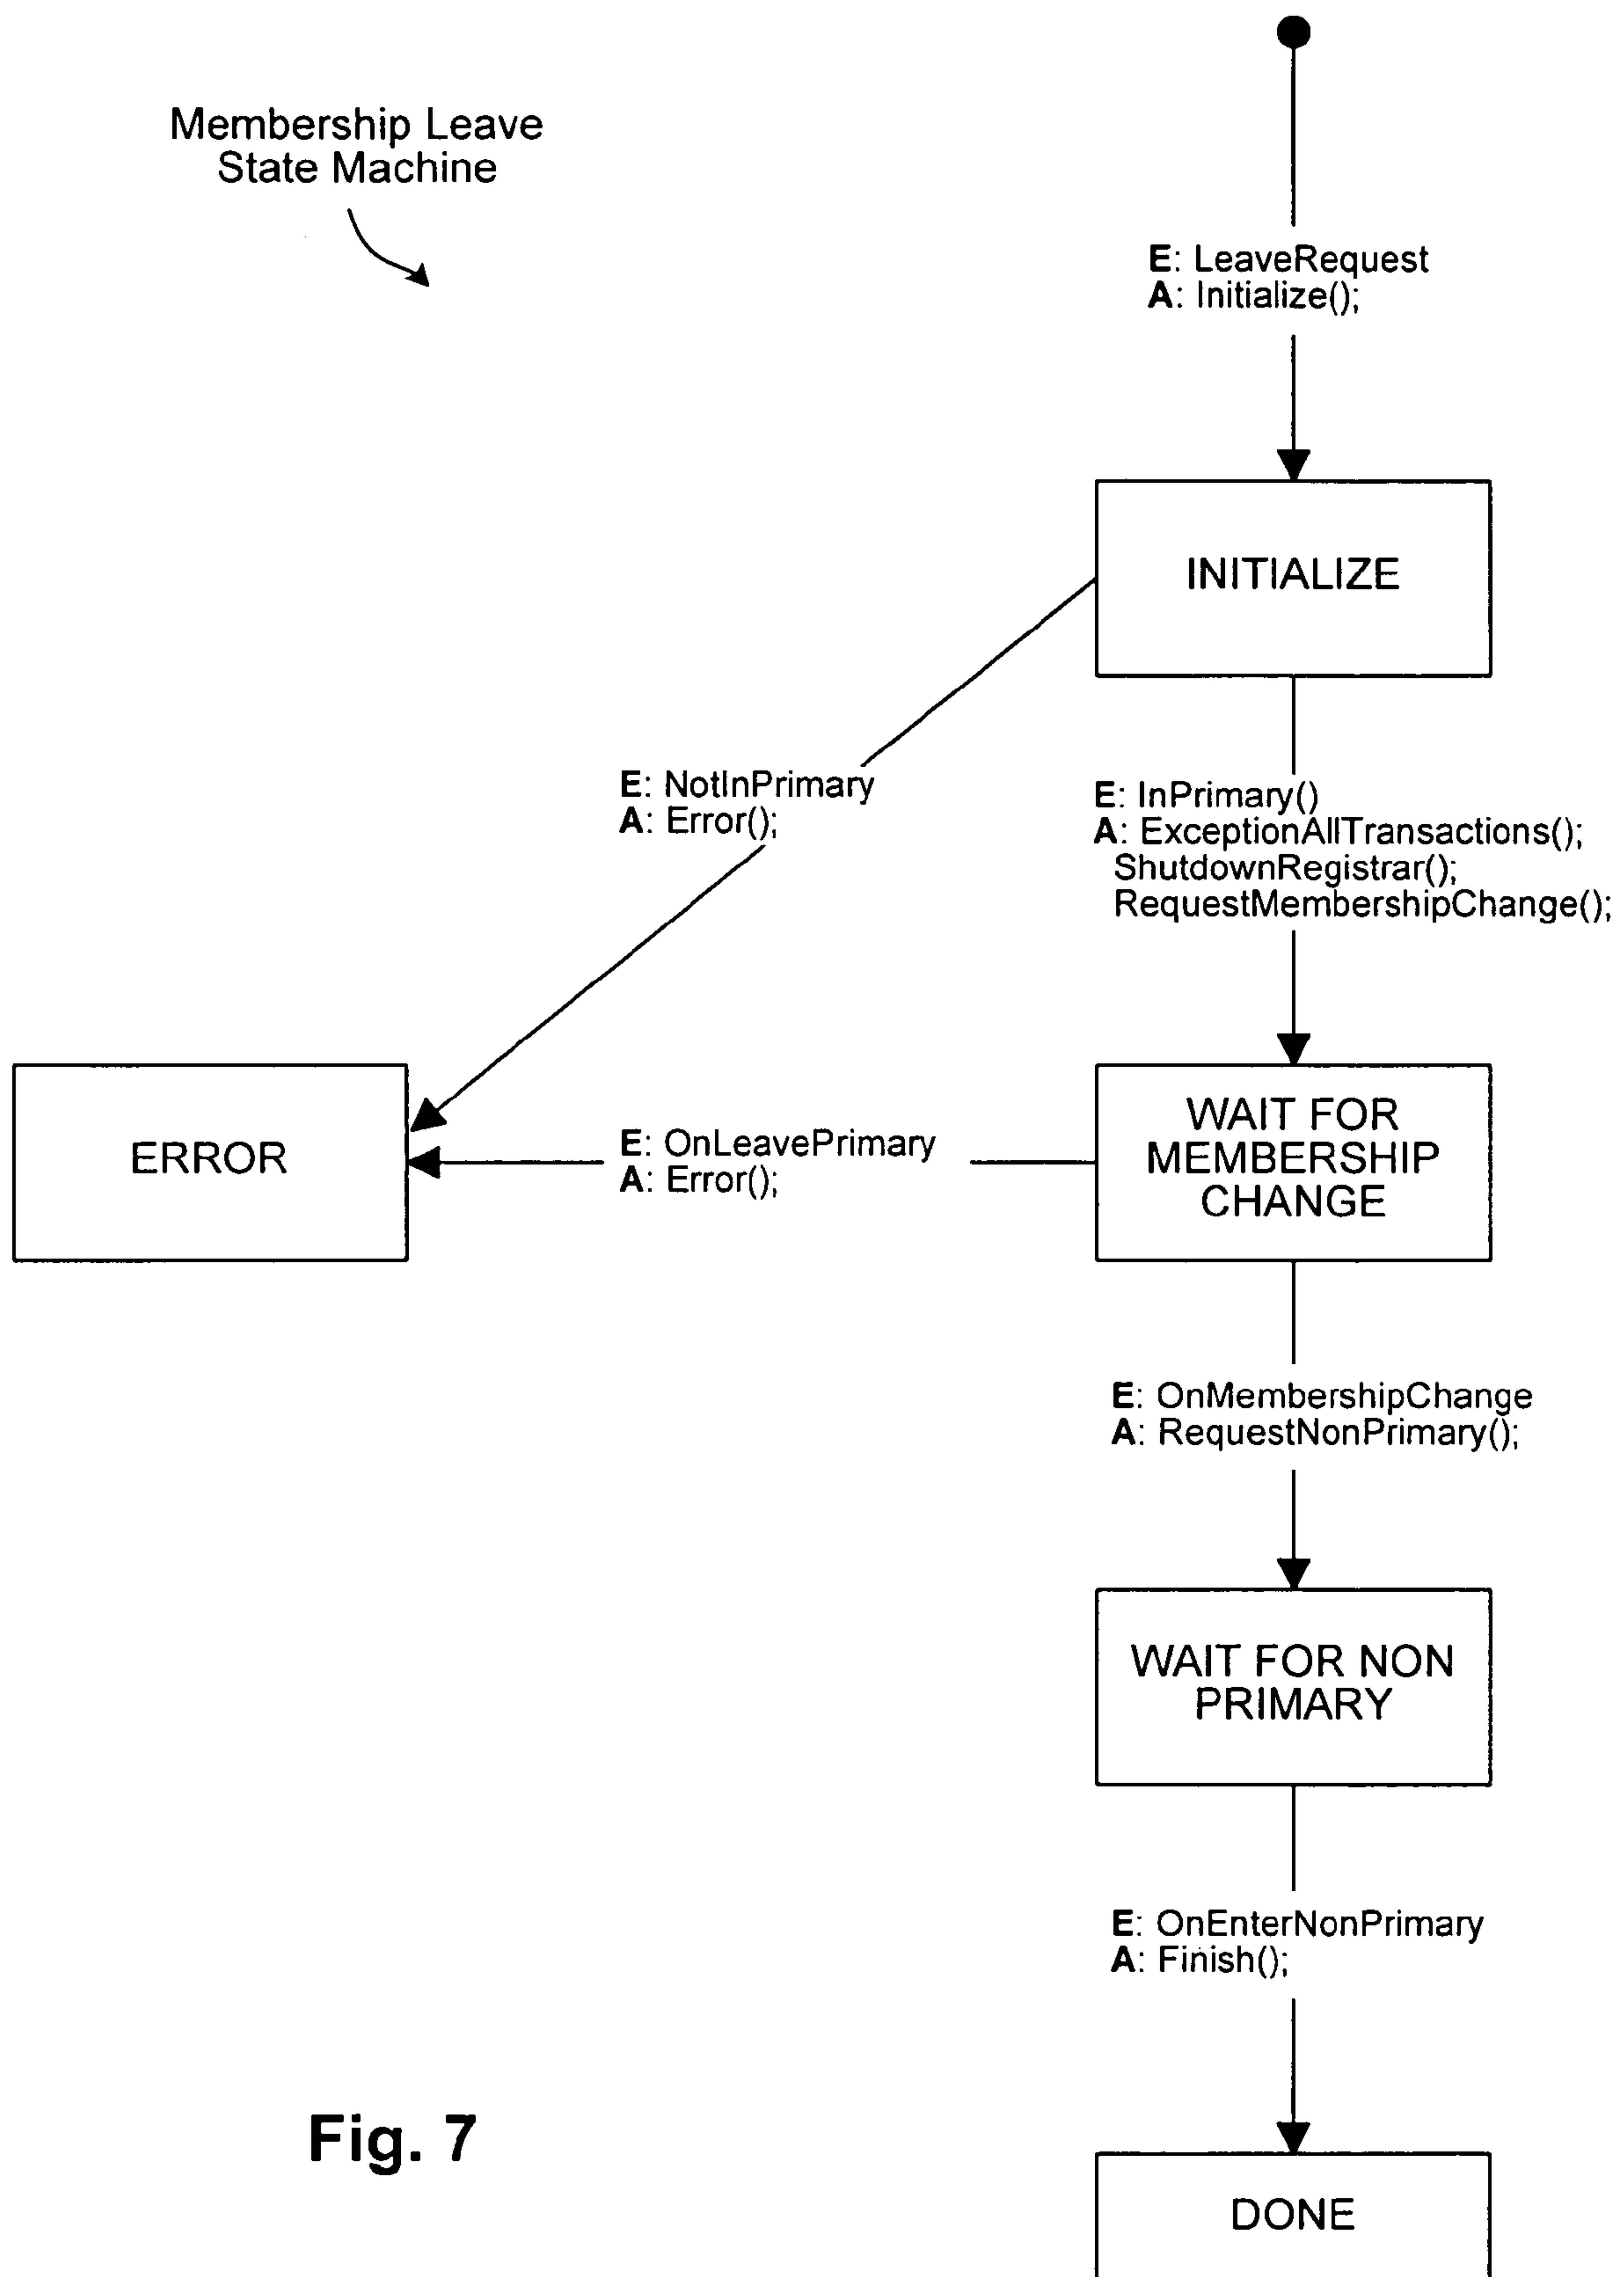 Membership Leave
State Machine
E: LeaveRequest
A: Initialize();
INITIALIZE
E: NotInPrimary
A: Error();
E: InPrimary()
A: ExceptionAllTransactions();
ShutdownRegistrar();
RequestMembershipChange();
ERROR
E: OnLeavePrimary
A: Error();
WAIT FOR
MEMBERSHIP
CHANGE
E: OnMembershipChange
A: RequestNonPrimary();
WAIT FOR NON
PRIMARY
E: OnEnterNonPrimary
A: Finish();
Fig. 7
DONE